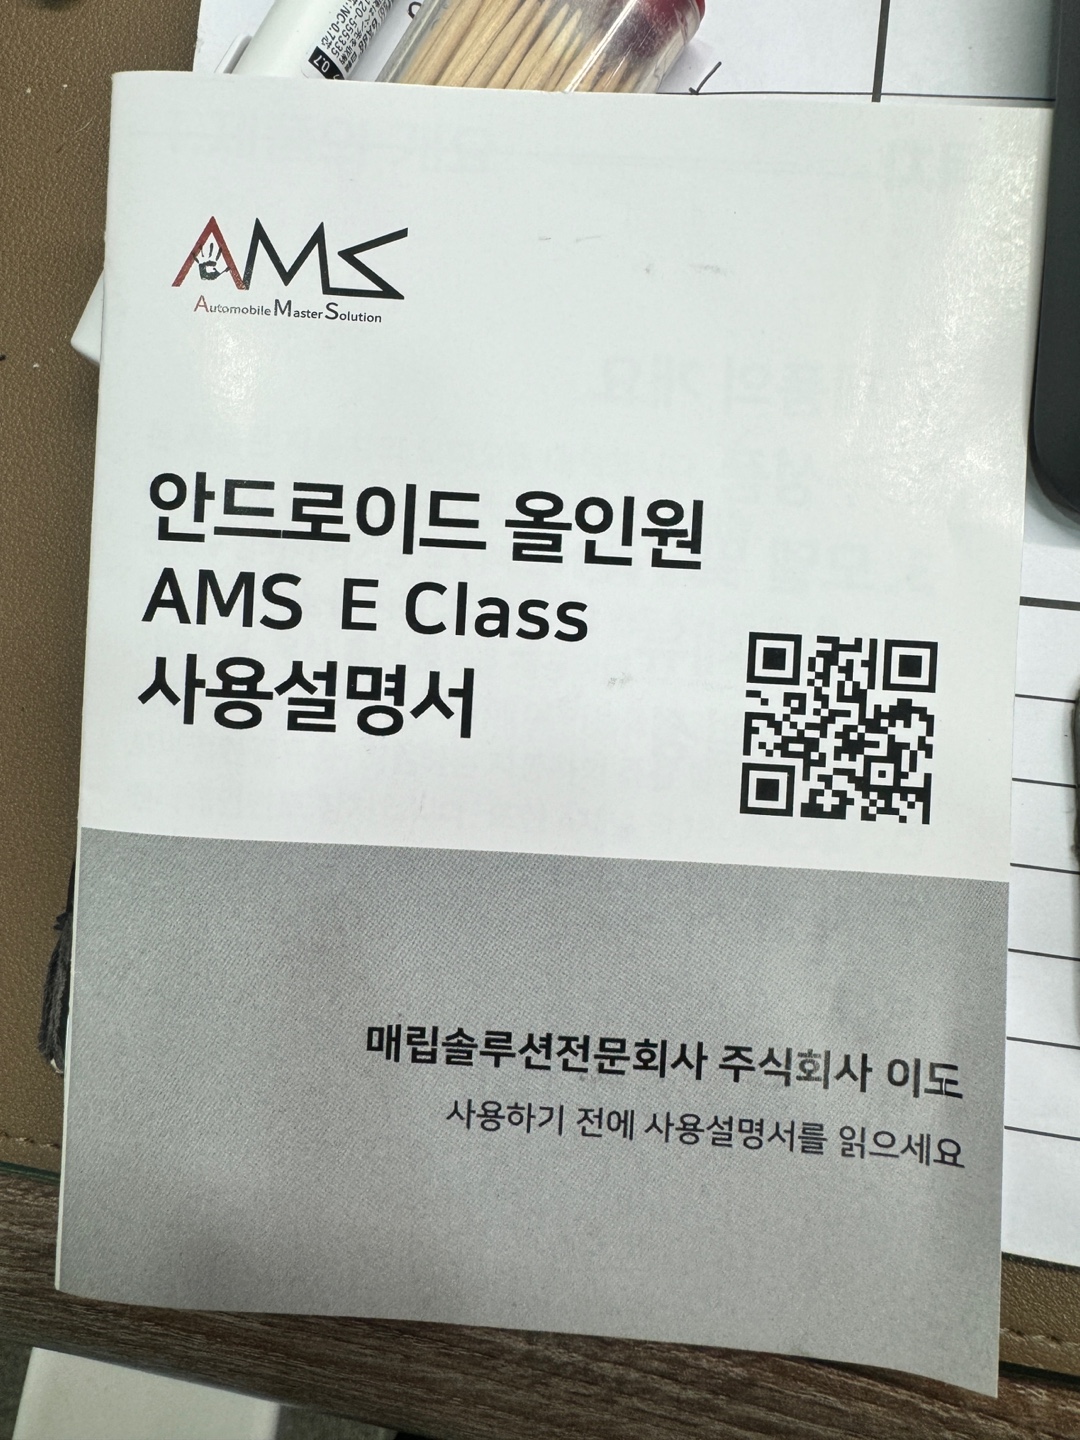 0.7
AMS
Automobile Master Solution
안드로이드 올인원
AMS E Class
사용설명서
매립솔루션전문회사 주식회사 이도
사용하기 전에 사용설명서를 읽으세요